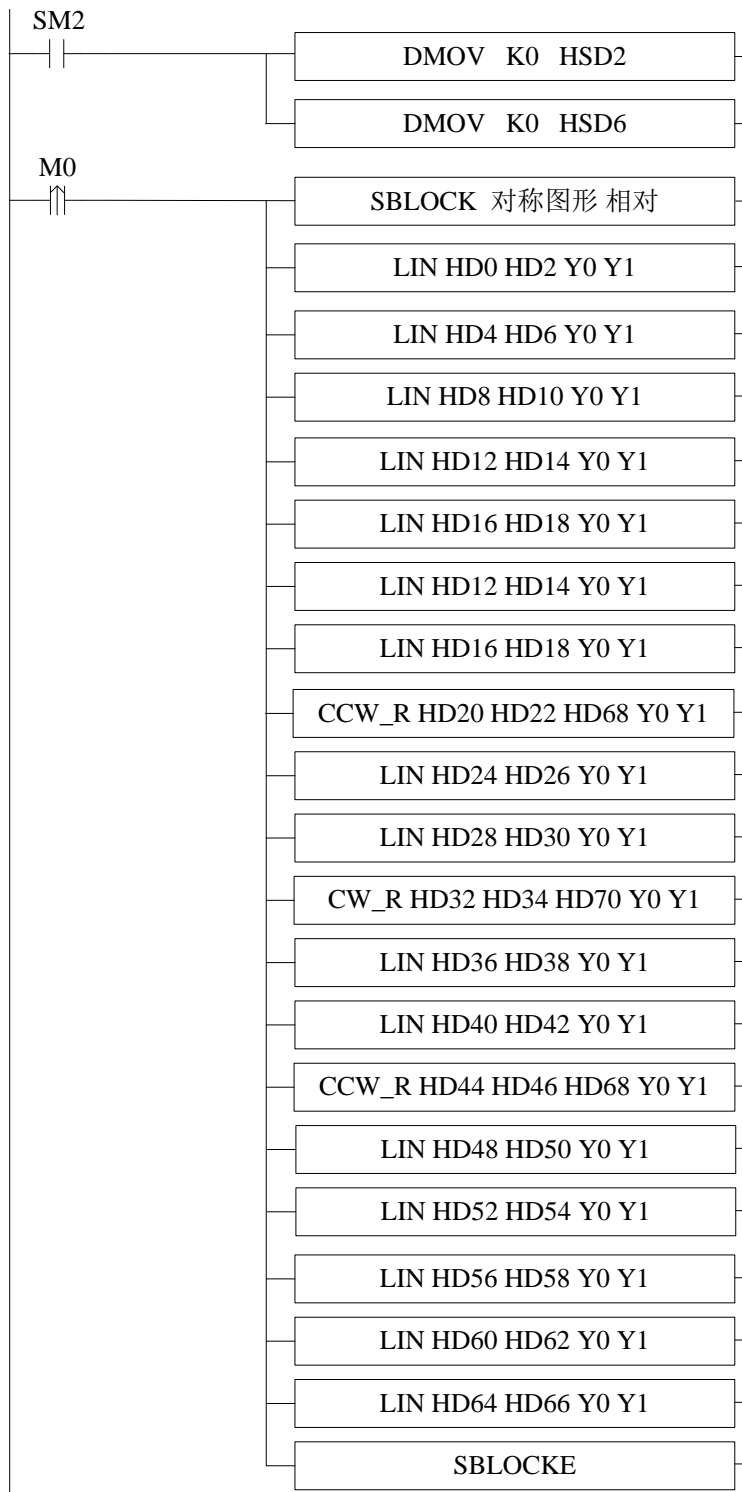 SM2
DMOV K0 HSD2
DMOV K0 HSD6
M0
SBLOCK 对称图形 相对
LIN HD0 HD2 Y0 Y1
LIN HD4 HD6 Y0 Y1
LIN HD8 HD10 Y0 Y1
LIN HD12 HD14 Y0 Y1
LIN HD16 HD18 Y0 Y1
LIN HD12 HD14 Y0 Y1
LIN HD16 HD18 Y0 Y1
CCW_R HD20 HD22 HD68 Y0 Y1
LIN HD24 HD26 Y0 Y1
LIN HD28 HD30 Y0 Y1
CW_R HD32 HD34 HD70 Y0 Y1
LIN HD36 HD38 Y0 Y1
LIN HD40 HD42 Y0 Y1
CCW_R HD44 HD46 HD68 Y0 Y1
LIN HD48 HD50 Y0 Y1
LIN HD52 HD54 Y0 Y1
LIN HD56 HD58 Y0 Y1
LIN HD60 HD62 Y0 Y1
LIN HD64 HD66 Y0 Y1
SBLOCKE